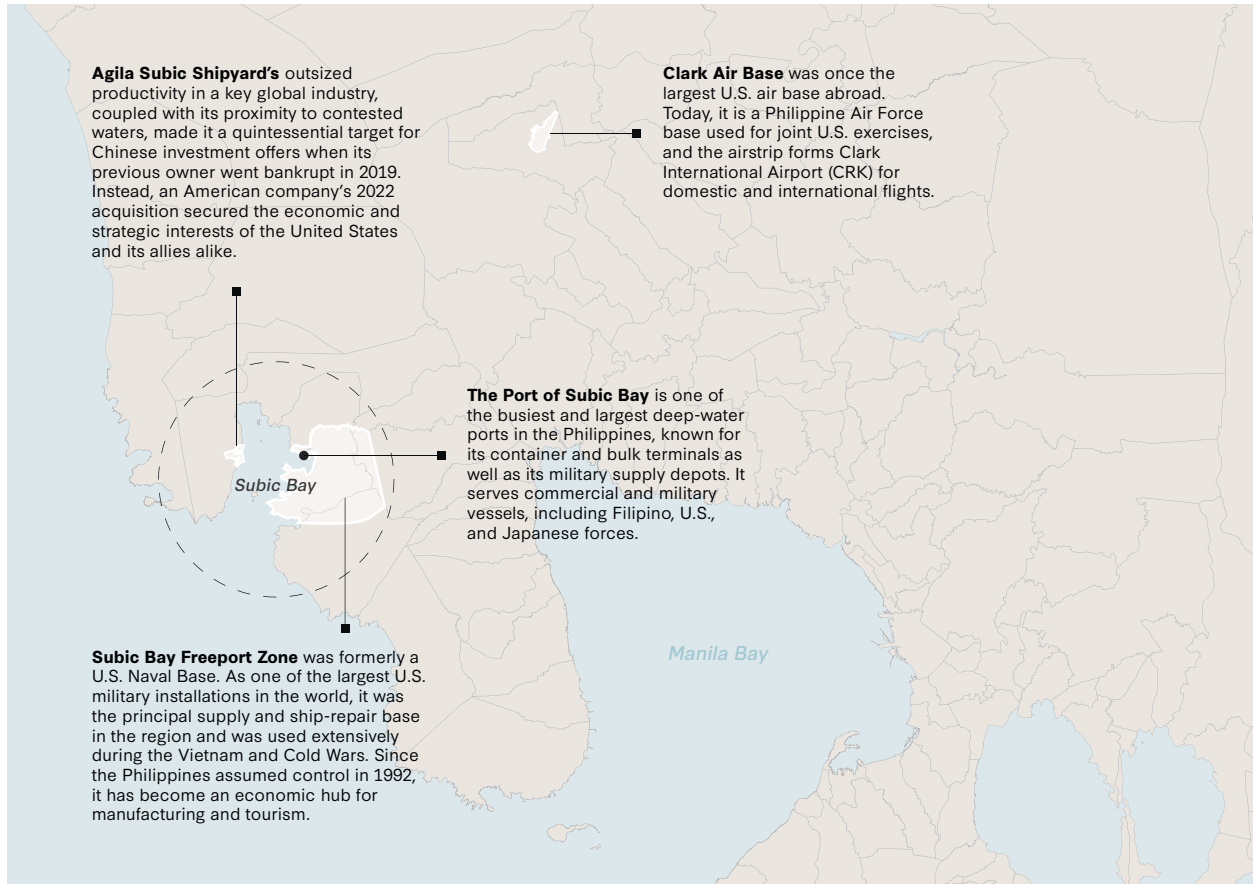 Agila Subic Shipyard's outsized
productivity in a key global industry,
coupled with its proximity to contested
waters, made it a quintessential target for
Chinese investment offers when its
previous owner went bankrupt in 2019.
Instead, an American company's 2022
acquisition secured the economic and
strategic interests of the United States
and its allies alike.
Clark Air Base was once the
largest U.S. air base abroad.
Today, it is a Philippine Air Force
base used for joint U.S. exercises,
and the airstrip forms Clark
International Airport (CRK) for
domestic and international flights.
The Port of Subic Bay is one of
the busiest and largest deep-water
ports in the Philippines, known for
its container and bulk terminals as
well as its military supply depots. It
serves commercial and military
vessels, including Filipino, U.S.,
and Japanese forces.
Subic Bay
Manila Bay
Subic Bay Freeport Zone was formerly a
U.S. Naval Base. As one of the largest U.S.
military installations in the world, it was
the principal supply and ship-repair base
in the region and was used extensively
during the Vietnam and Cold Wars. Since
the Philippines assumed control in 1992,
it has become an economic hub for
manufacturing and tourism.